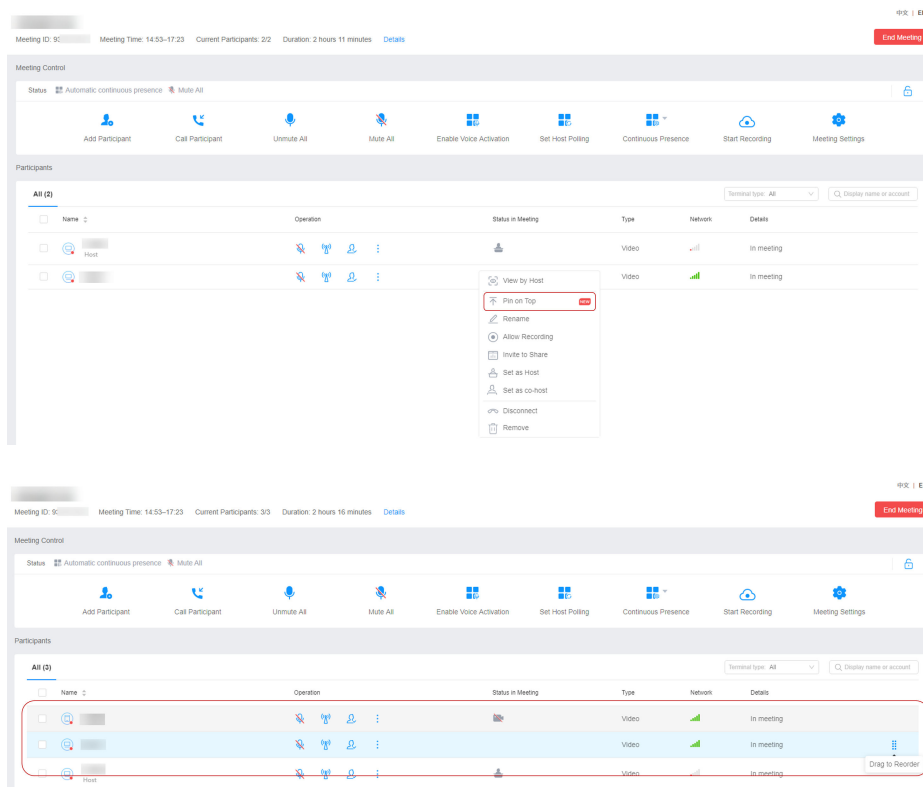 中文 | E
Meeting ID: 9 Meeting Time: 14:53–17:23 Current Participants: 2/2 Duration: 2 hours 11 minutes Details End Meeting
Meeting Control
Status Automatic continuous presence Mute All
Add Participant Call Participant Unmute All Mute All Enable Voice Activation Set Host Polling Continuous Presence Start Recording Meeting Settings
Participants
All (2) Terminal type: All Display name or account
Name Operation Status in Meeting Type Network Details
Host Video In meeting
Video In meeting
View by Host
Pin on Top NEW
Rename
Allow Recording
Invite to Share
Set as Host
Set as co-host
Disconnect
Remove
中文 | E
Meeting ID: 9 Meeting Time: 14:53–17:23 Current Participants: 3/3 Duration: 2 hours 16 minutes Details End Meeting
Meeting Control
Status Automatic continuous presence Mute All
Add Participant Call Participant Unmute All Mute All Enable Voice Activation Set Host Polling Continuous Presence Start Recording Meeting Settings
Participants
All (3) Terminal type: All Display name or account
Name Operation Status in Meeting Type Network Details
Video In meeting
Video In meeting
Drag to Reorder
Host Video In meeting